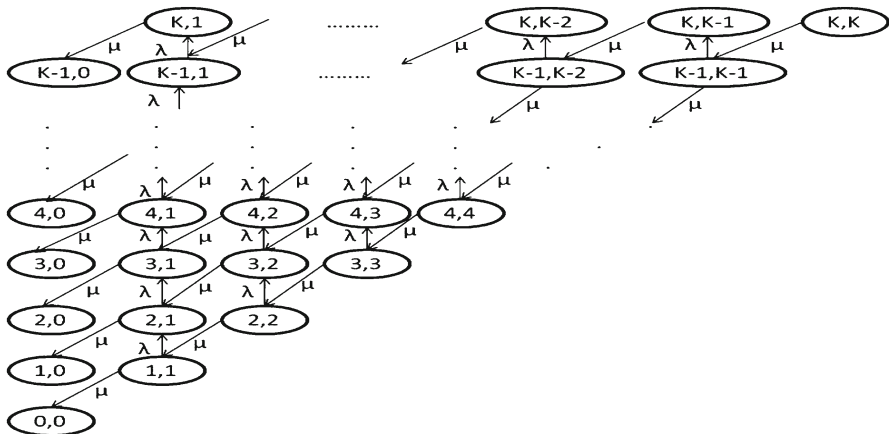 K,1 ......... K,K-2 K,K-1 K,K
μ λ μ μ λ μ λ μ
K-1,0 K-1,1 ......... K-1,K-2 K-1,K-1
λ μ μ
. . . . . . .
. . . . . .
. . . . .
μ λ μ λ μ λ μ λ μ
4,0 4,1 4,2 4,3 4,4
μ λ μ λ μ λ μ
3,0 3,1 3,2 3,3
μ λ μ λ μ
2,0 2,1 2,2
μ λ μ
1,0 1,1
μ
0,0